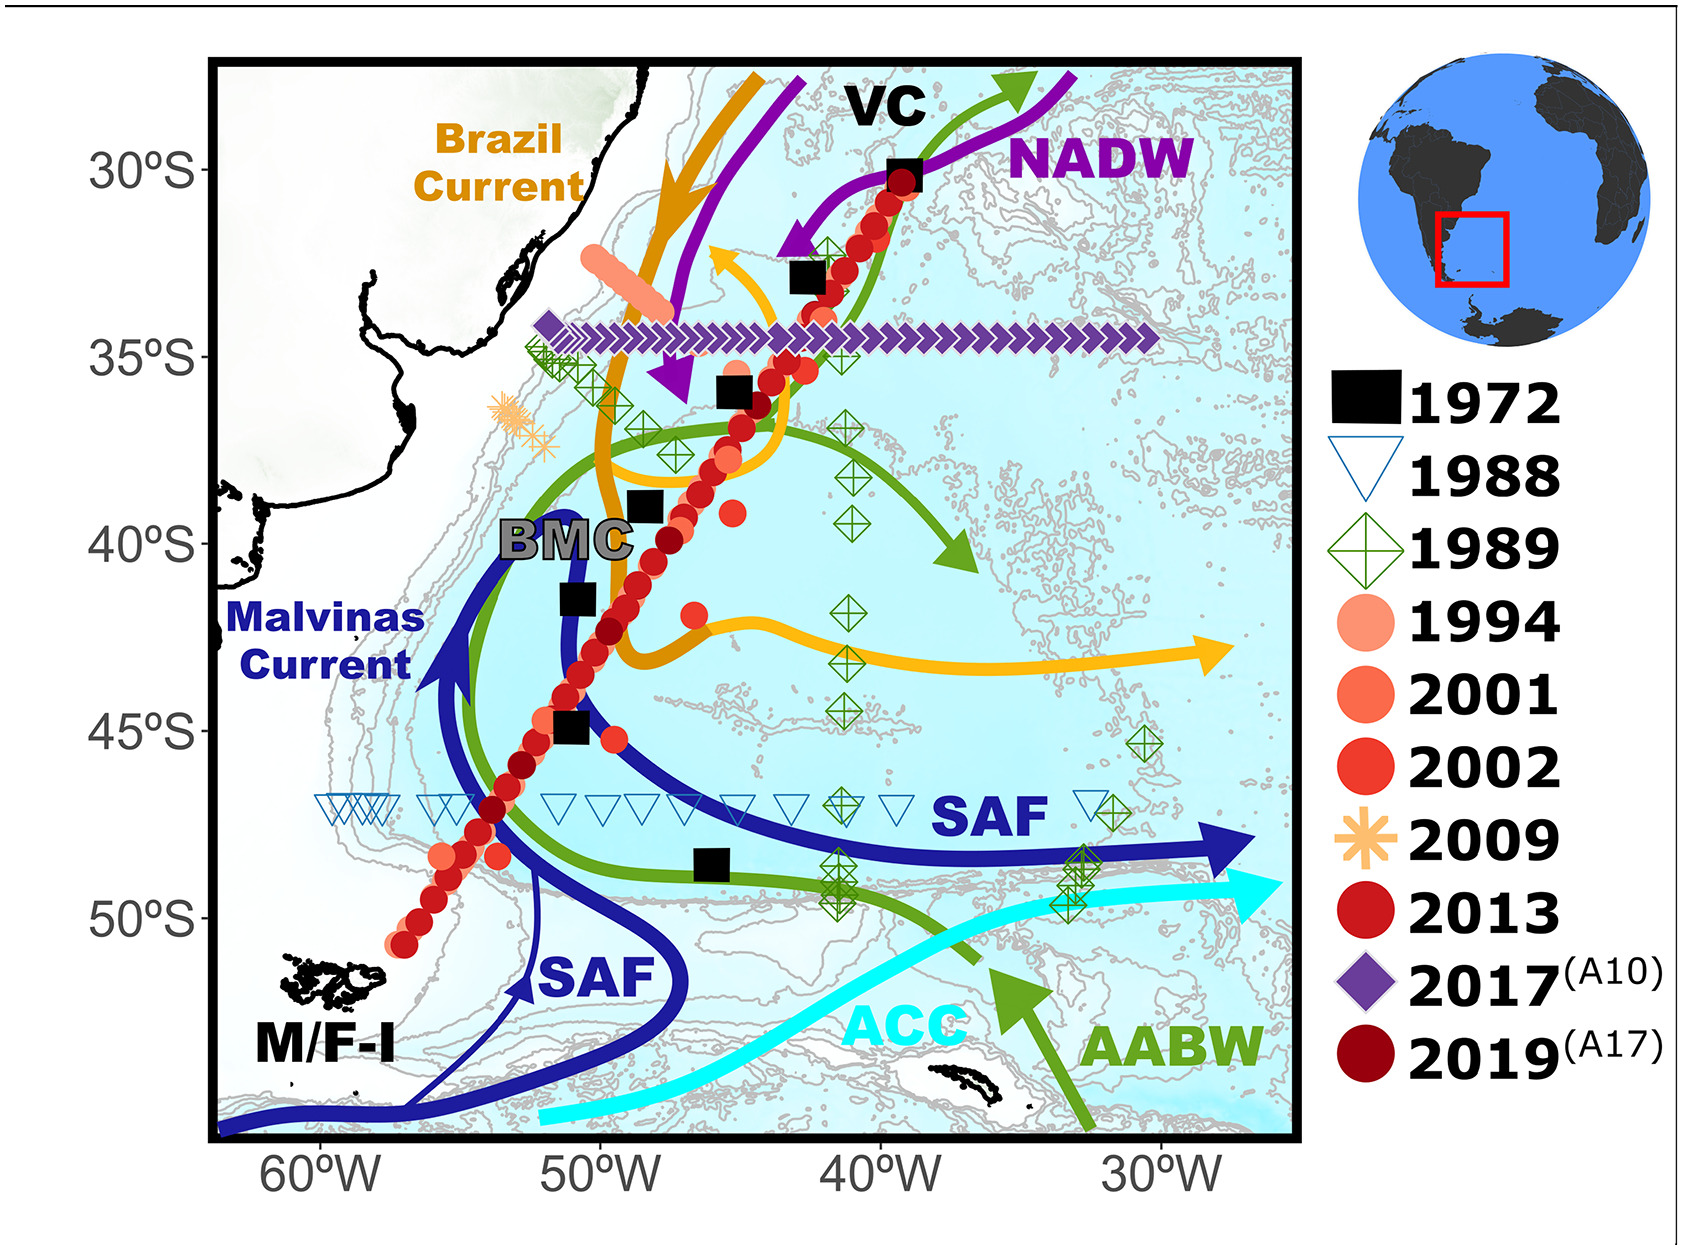 VC
Brazil
Current
NADW
30ºS
35ºS
40ºS
45ºS
50ºS
BMC
Malvinas
Current
SAF
SAF
ACC
AABW
M/F-I
60ºW
50ºW
40ºW
30ºW
1972
1988
1989
1994
2001
2002
2009
2013
2017(A10)
2019(A17)